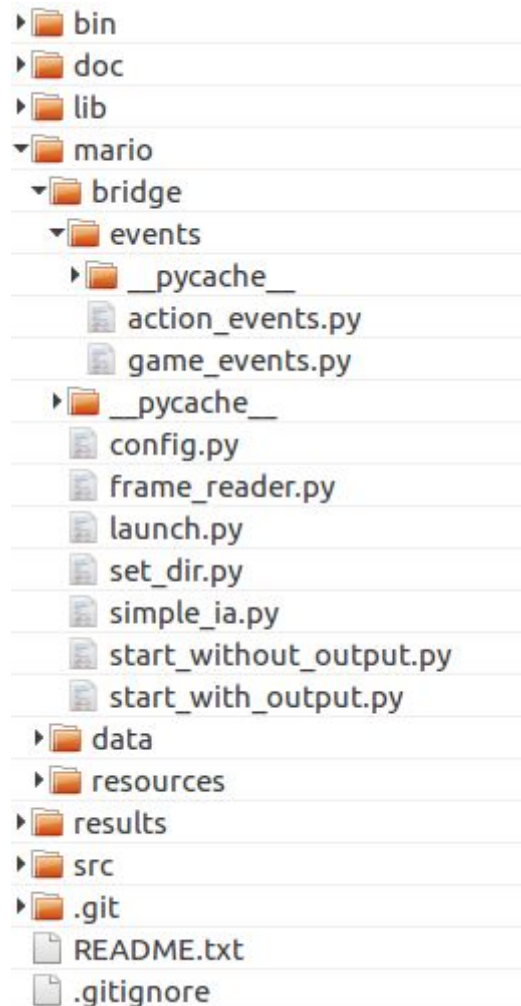 bin
doc
lib
mario
bridge
events
__pycache__
action_events.py
game_events.py
__pycache__
config.py
frame_reader.py
launch.py
set_dir.py
simple_ia.py
start_without_output.py
start_with_output.py
data
resources
results
src
.git
README.txt
.gitignore